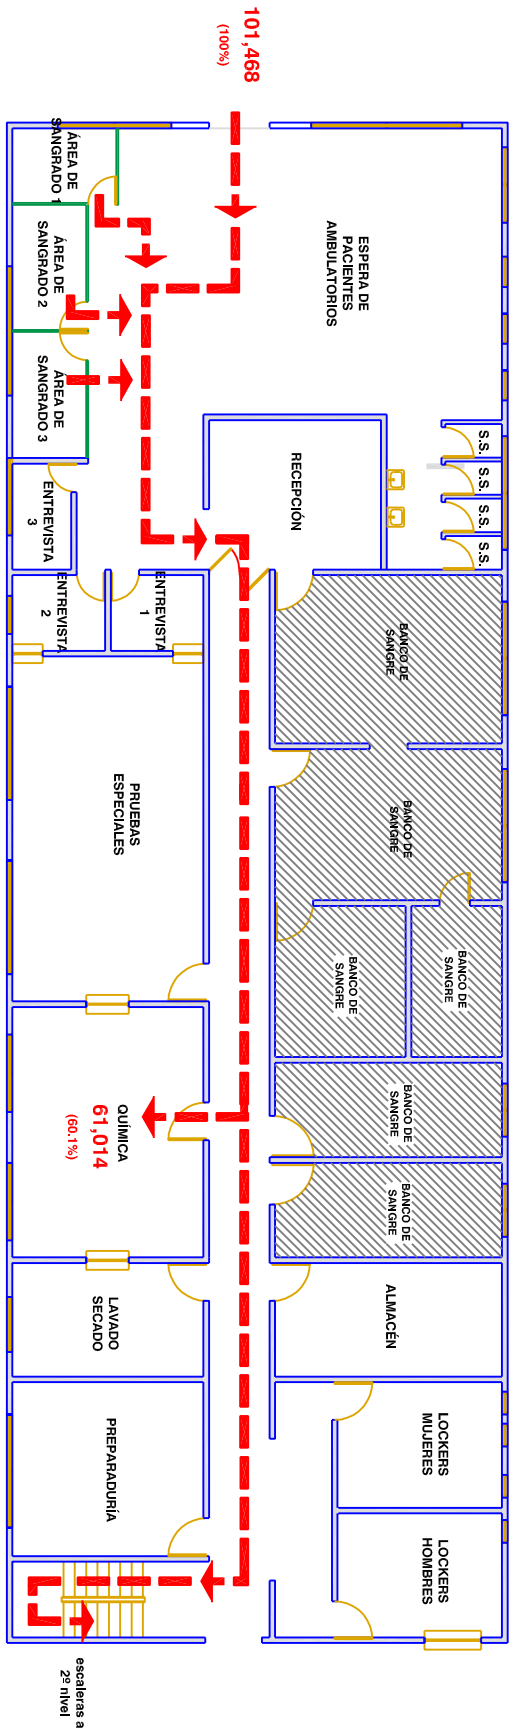 101,468
(100%)
ÁREA DE
SANGRADO 1
ÁREA DE
SANGRADO 2
ÁREA DE
SANGRADO 3
ESPERA DE
PACIENTES
AMBULATORIOS
S.S.
S.S.
S.S.
S.S.
RECEPCIÓN
ENTREVISTA
3
ENTREVISTA
2
ENTREVISTA
1
BANCO DE
SANGRE
PRUEBAS
ESPECIALES
BANCO DE
SANGRE
BANCO DE
SANGRE
BANCO DE
SANGRE
QUÍMICA
61,014
(60.1%)
BANCO DE
SANGRE
BANCO DE
SANGRE
LAVADO
SECADO
ALMACÉN
PREPARADURÍA
LOCKERS
MUJERES
LOCKERS
HOMBRES
escaleras a
2º nivel